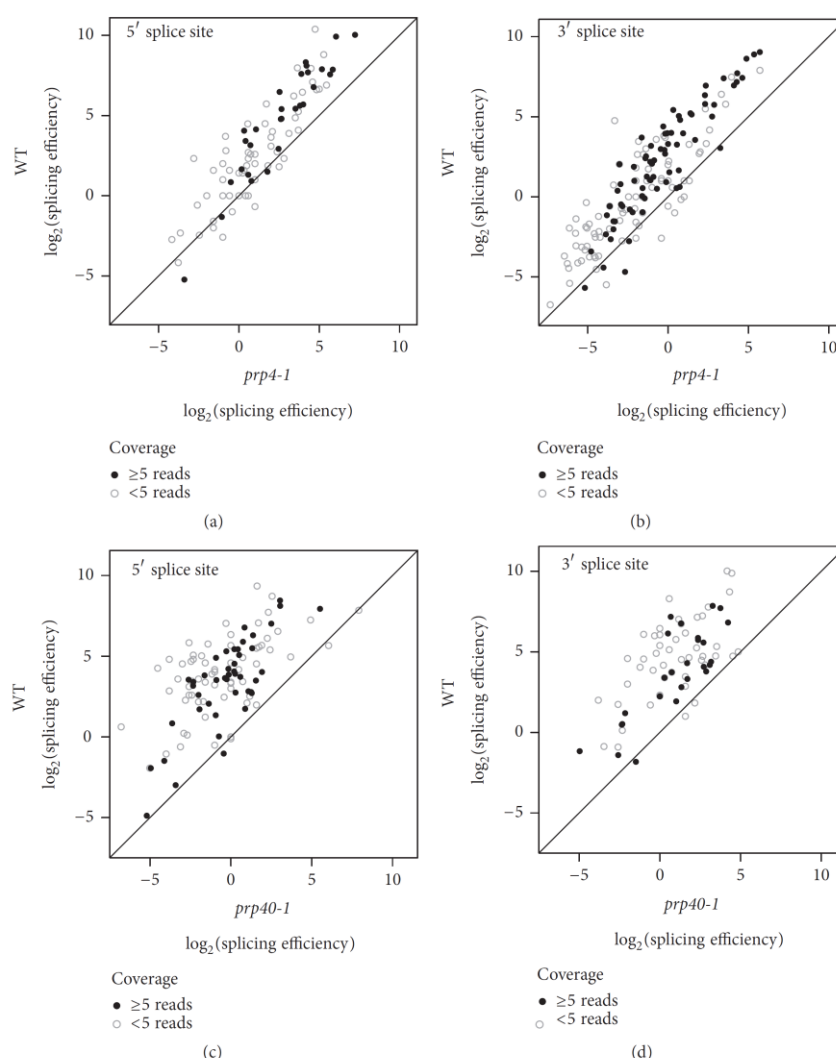 5′ splice site
10
5
0
−5
WT
log2(splicing efficiency)
−5 0 5 10
prp4-1
log2(splicing efficiency)
Coverage
≥5 reads
<5 reads
(a)
3′ splice site
10
5
0
−5
WT
log2(splicing efficiency)
−5 0 5 10
prp4-1
log2(splicing efficiency)
Coverage
≥5 reads
<5 reads
(b)
5′ splice site
10
5
0
−5
WT
log2(splicing efficiency)
−5 0 5 10
prp40-1
log2(splicing efficiency)
Coverage
≥5 reads
<5 reads
(c)
3′ splice site
10
5
0
−5
WT
log2(splicing efficiency)
−5 0 5 10
prp40-1
log2(splicing efficiency)
Coverage
≥5 reads
<5 reads
(d)